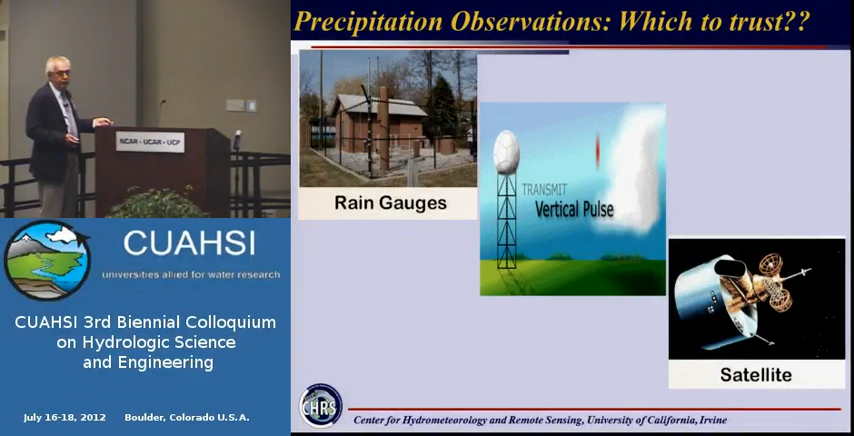 Precipitation Observations: Which to trust??
NCAR • UCAR • UCP
Rain Gauges
TRANSMIT
Vertical Pulse
Satellite
CUAHSI
universities allied for water research
CUAHSI 3rd Biennial Colloquium
on Hydrologic Science
and Engineering
July 16-18, 2012 Boulder, Colorado U.S.A.
CHRS
Center for Hydrometeorology and Remote Sensing, University of California, Irvine